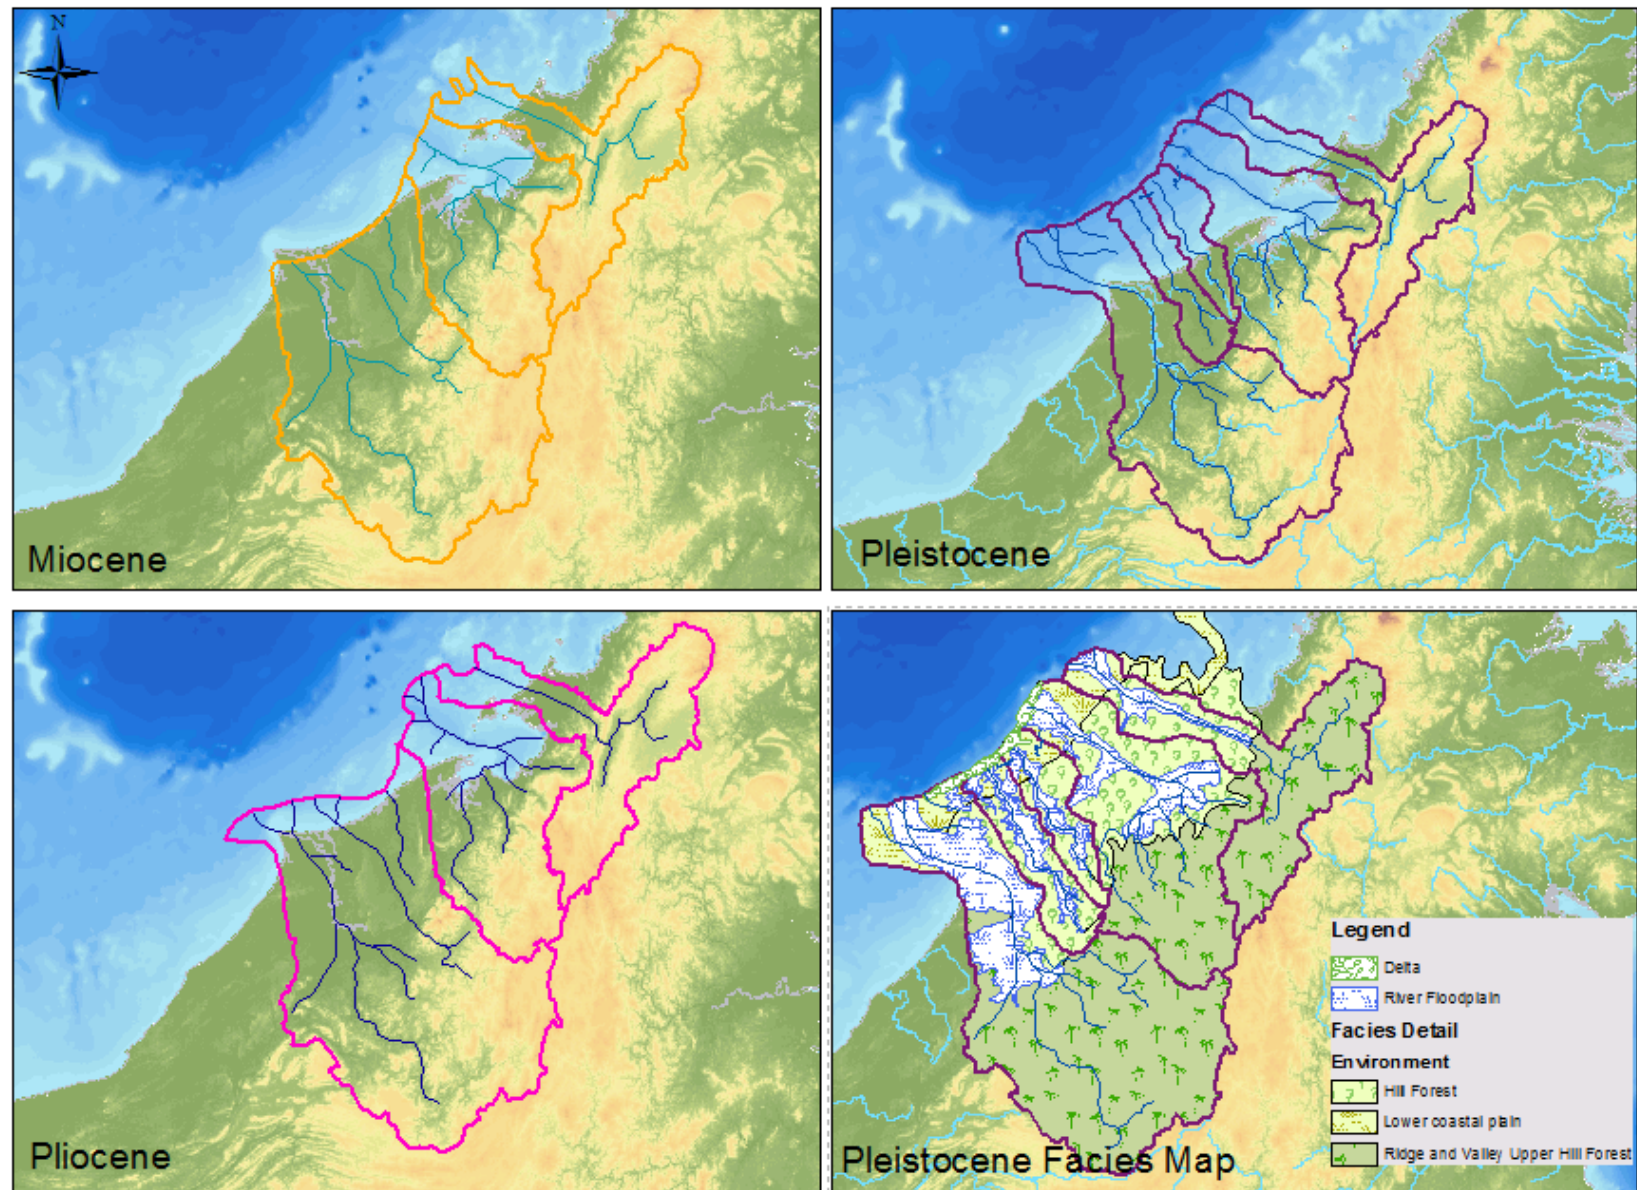 N
Miocene
Pleistocene
Pliocene
Pleistocene Facies Map
Legend
Delta
River Floodplain
Facies Detail
Environment
Hill Forest
Lower coastal plain
Ridge and Valley Upper Hill Forest